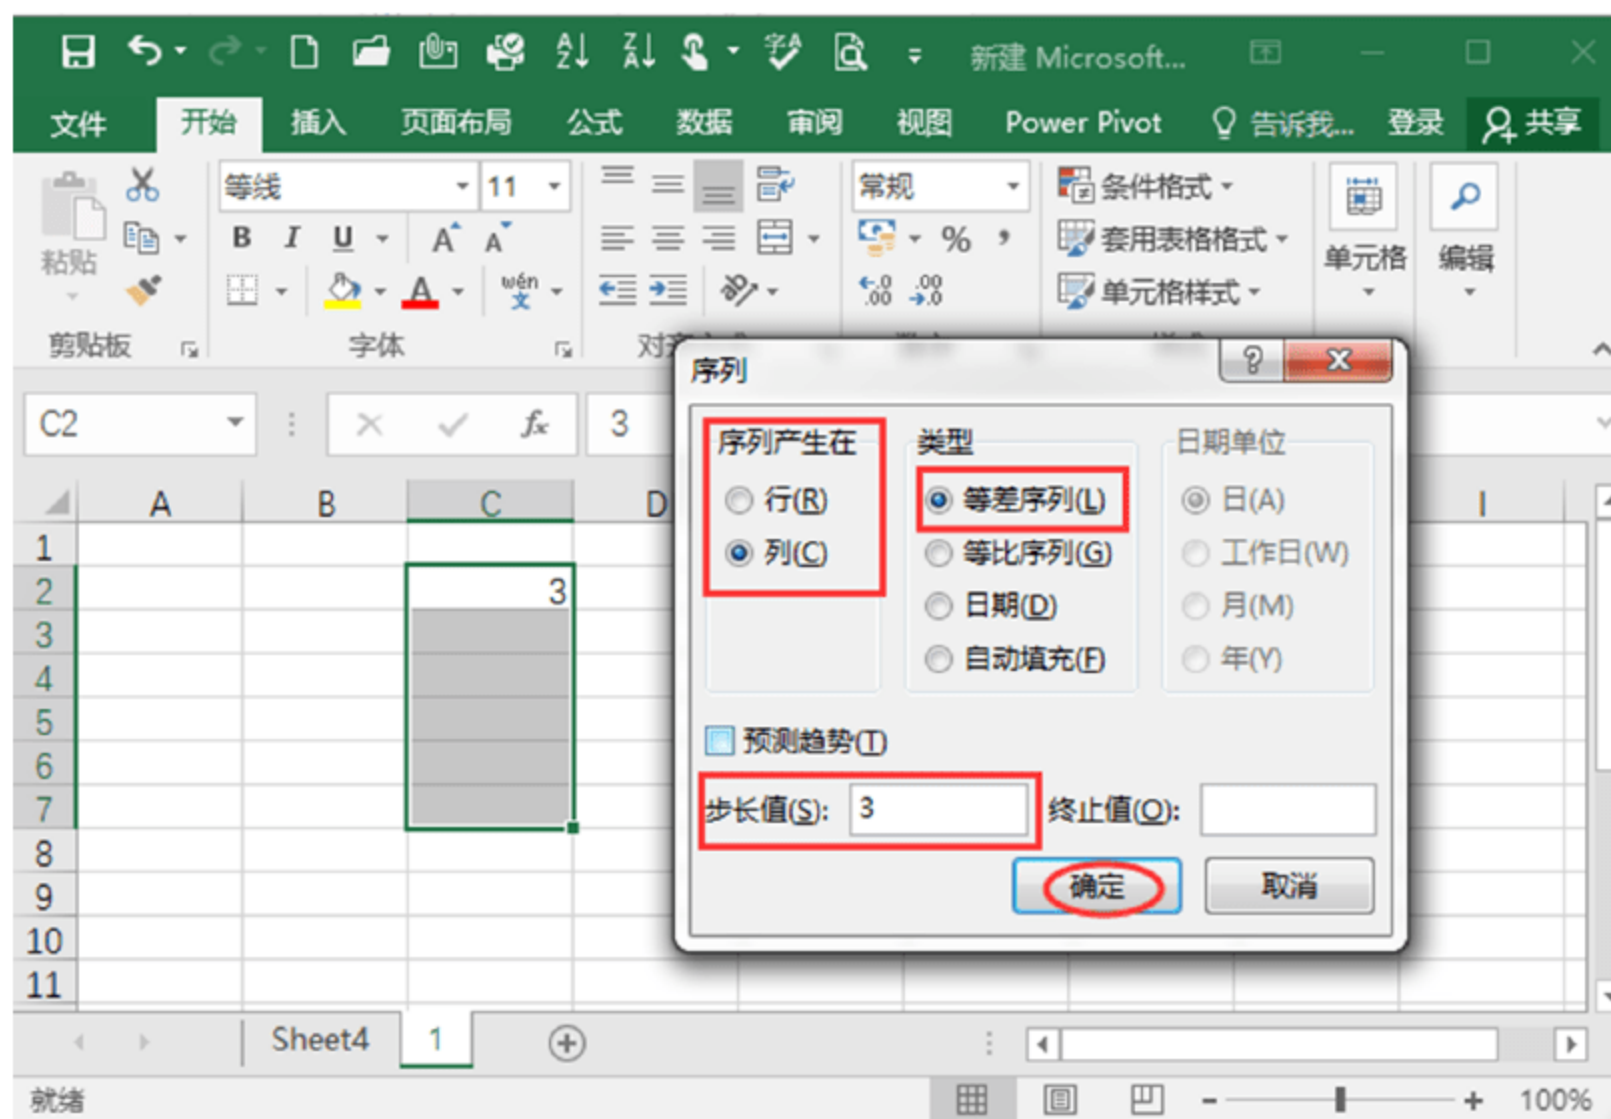 新建 Microsoft...
文件 开始 插入 页面布局 公式 数据 审阅 视图 Power Pivot 告诉我... 登录 共享
等线 11 常规 条件格式
粘贴 B I U A A % 套用表格格式 单元格 编辑
A wén 文 单元格样式
剪贴板 字体
C2 fx 3
序列
序列产生在 类型 日期单位
行(R) 等差序列(L) 日(A)
列(C) 等比序列(G) 工作日(W)
日期(D) 月(M)
自动填充(F) 年(Y)
预测趋势(T)
步长值(S): 3 终止值(O):
确定 取消
A B C D I
1
2 3
3
4
5
6
7
8
9
10
11
Sheet4 1
就绪 100%